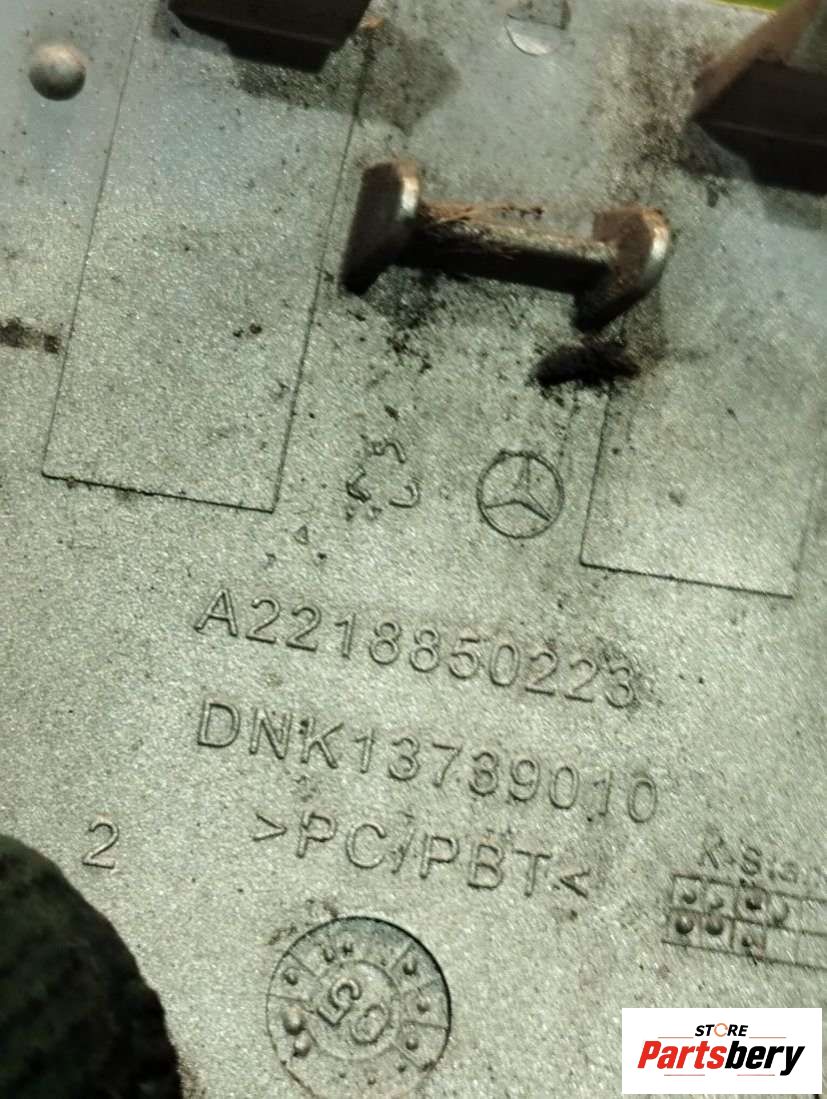 A2218850223
DNK13739010
2
>PC/PBT<
05
STORE
Partsbery